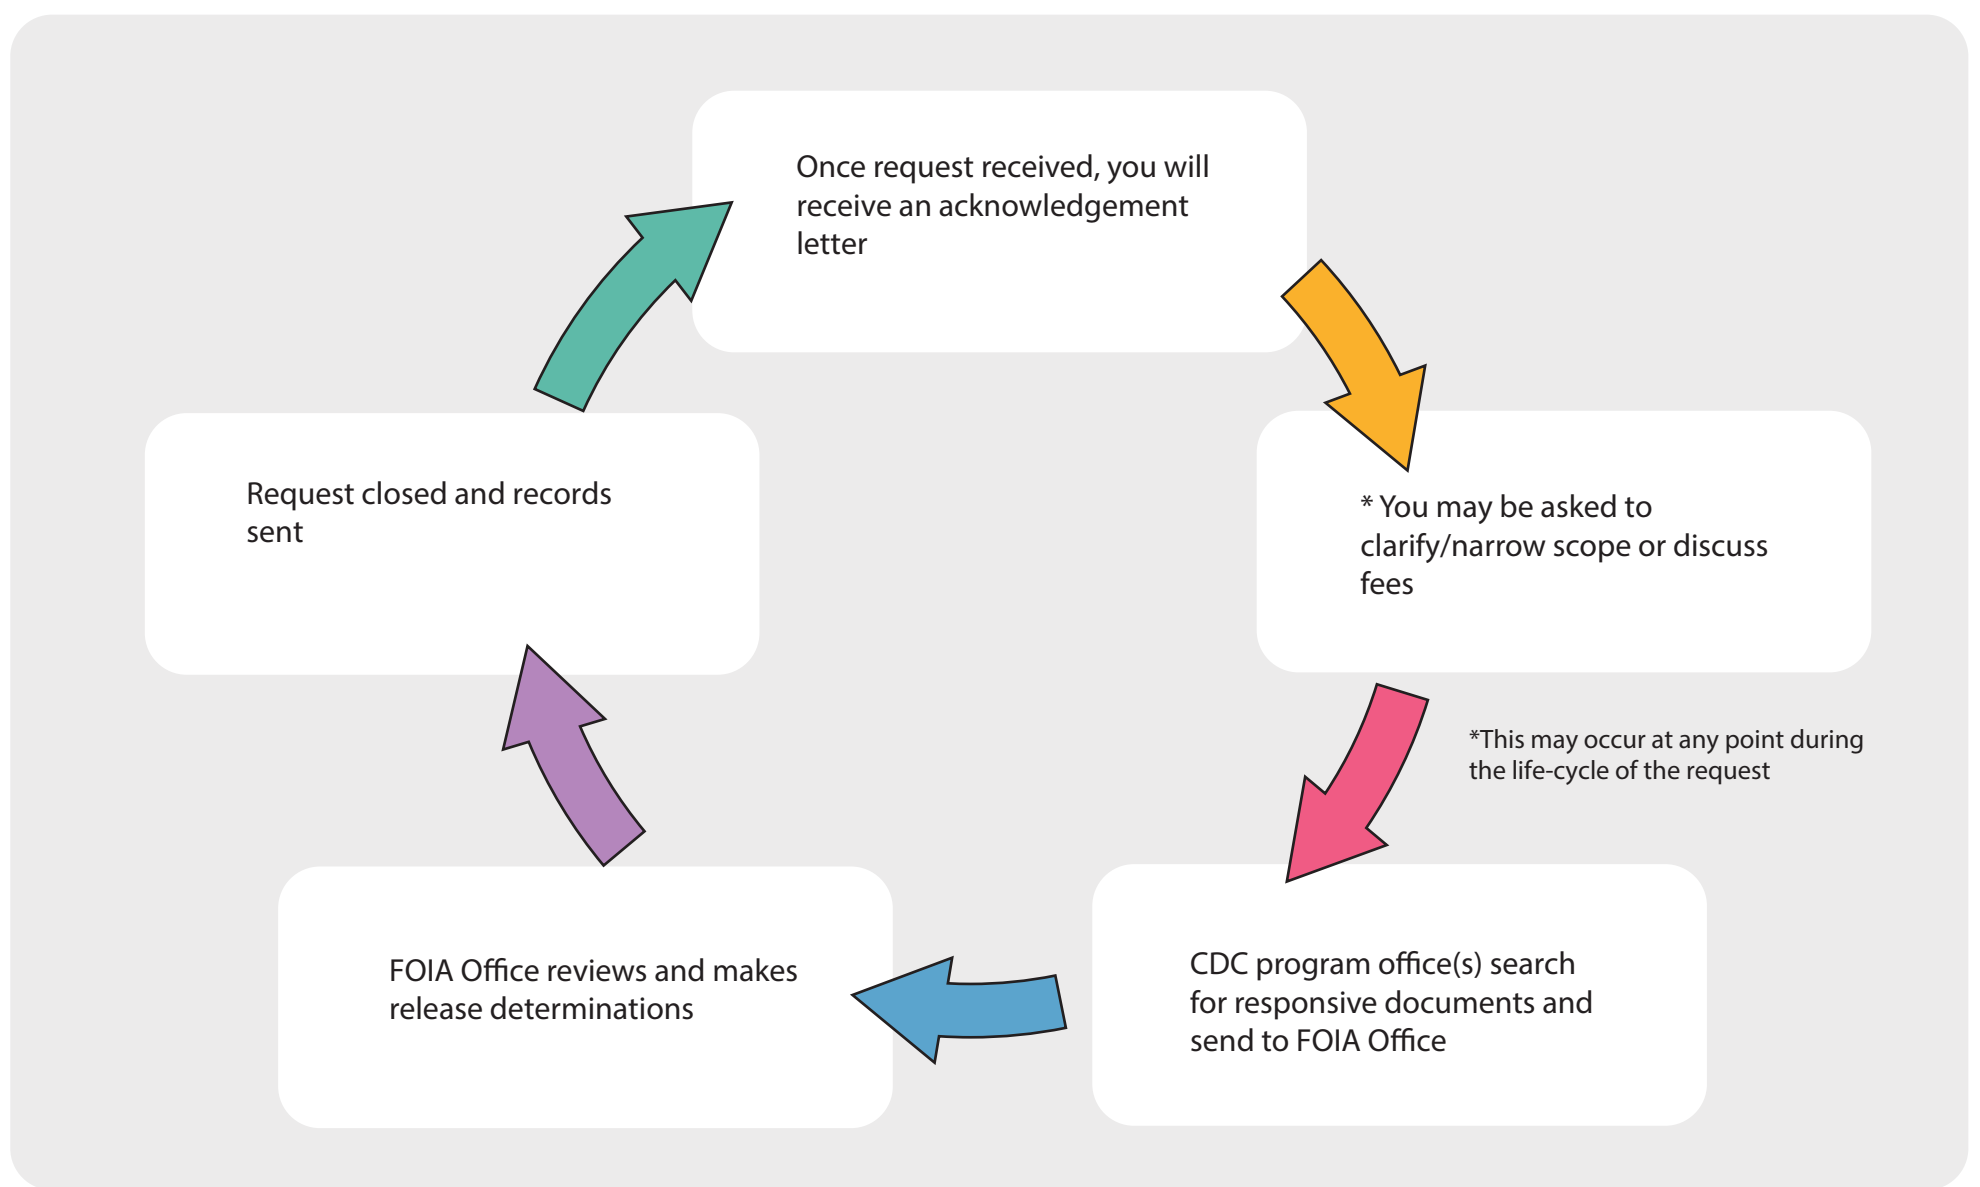 Once request received, you will
receive an acknowledgement
letter
* You may be asked to
clarify/narrow scope or discuss
fees
*This may occur at any point during
the life-cycle of the request
CDC program office(s) search
for responsive documents and
send to FOIA Office
FOIA Office reviews and makes
release determinations
Request closed and records
sent